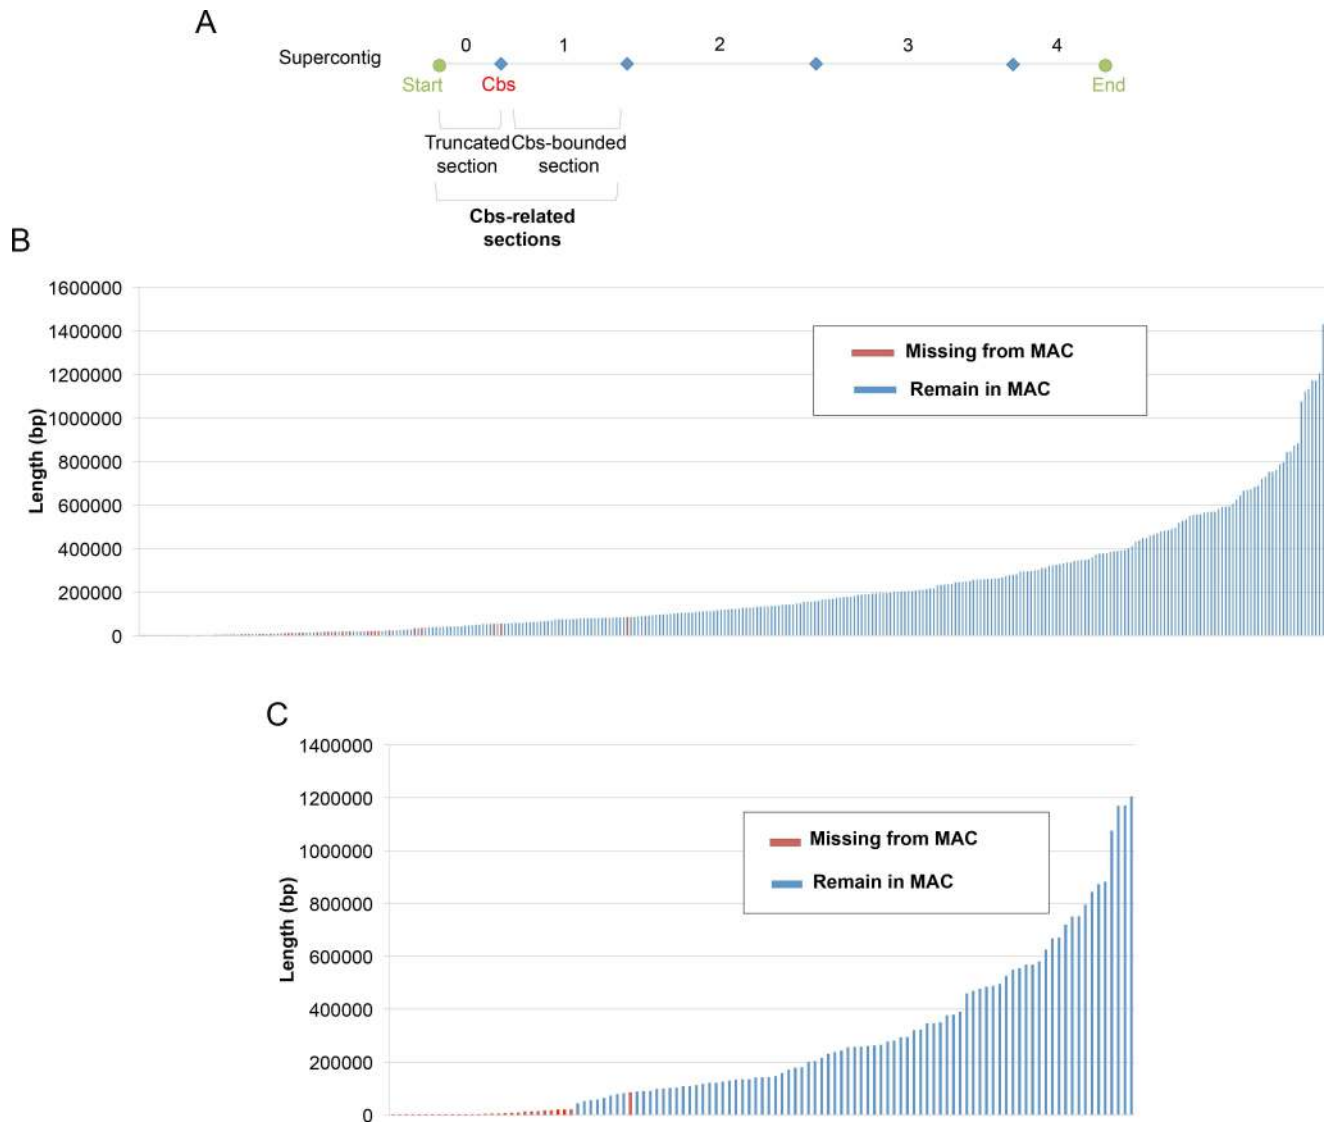 A
Supercontig 0 1 2 3 4
Start Cbs End
Truncated Cbs-bounded
section section
Cbs-related
sections
B
1600000
1400000
1200000
1000000
800000
600000
400000
200000
0
Length (bp)
Missing from MAC
Remain in MAC
C
1400000
1200000
1000000
800000
600000
400000
200000
0
Length (bp)
Missing from MAC
Remain in MAC